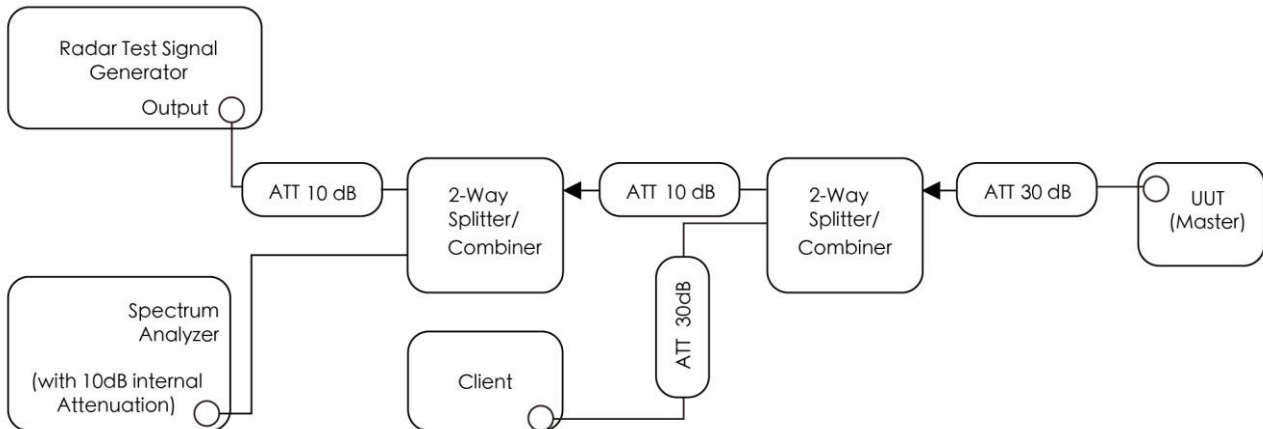 Radar Test Signal
Generator
Output
ATT 10 dB
2-Way
Splitter/
Combiner
ATT 10 dB
2-Way
Splitter/
Combiner
ATT 30 dB
UUT
(Master)
Spectrum
Analyzer
(with 10dB internal
Attenuation)
Client
ATT 30dB